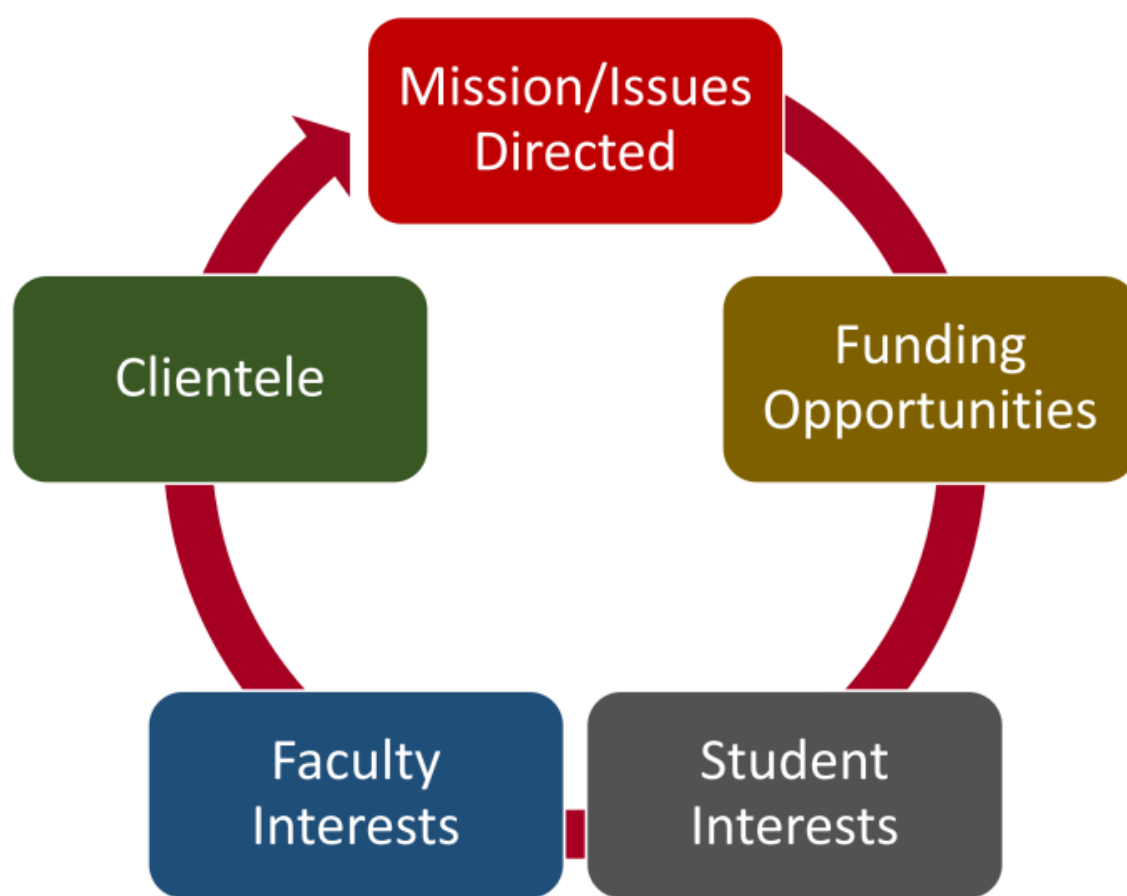 Mission/Issues
Directed
Funding
Opportunities
Student
Interests
Faculty
Interests
Clientele